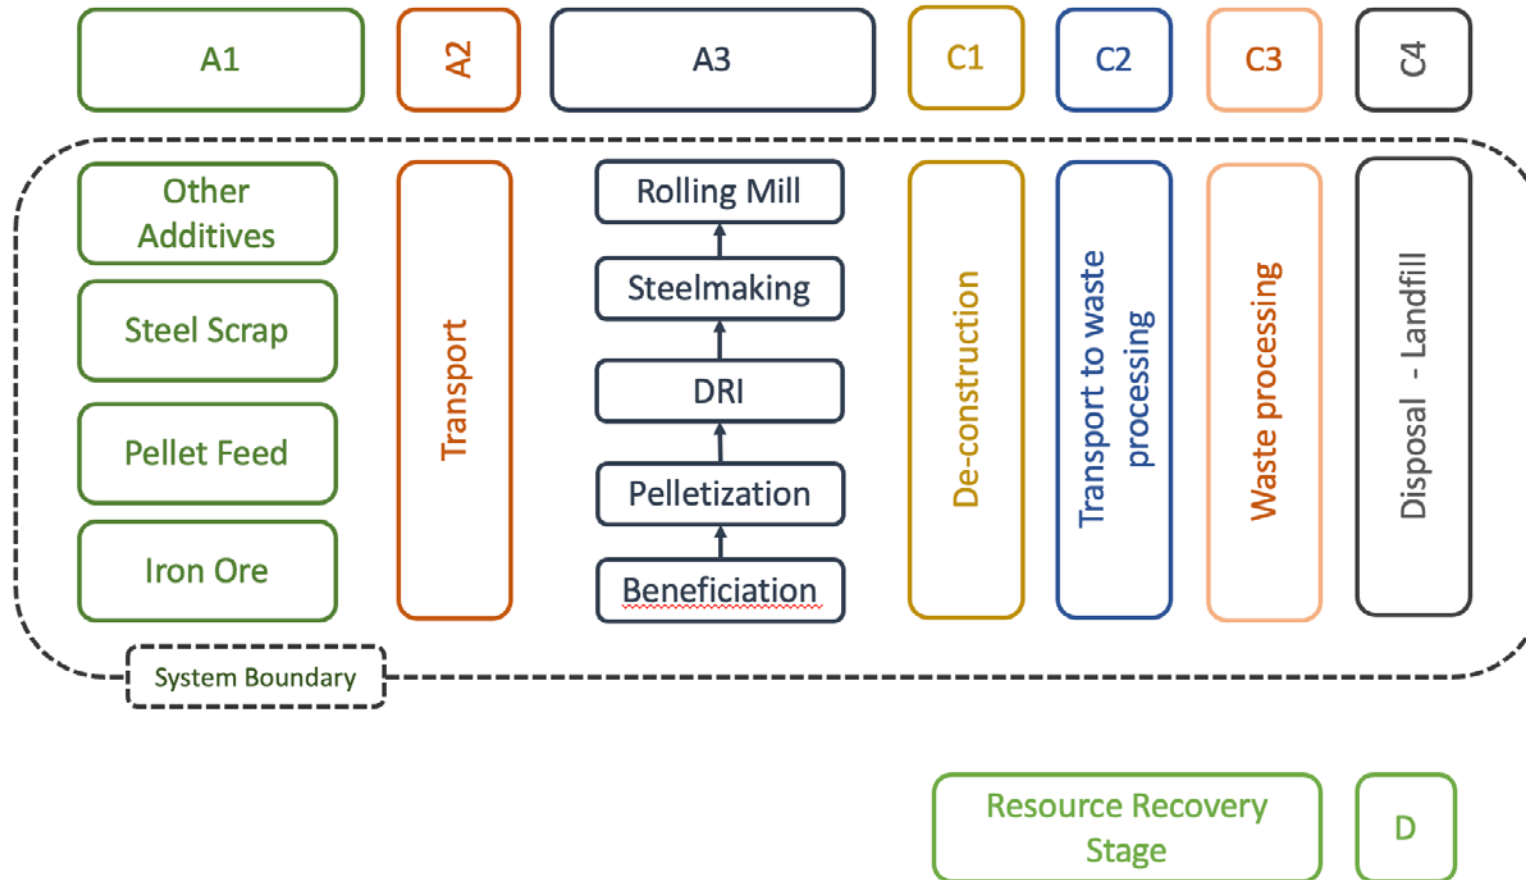 A1
A2
A3
C1
C2
C3
C4
Other
Additives
Steel Scrap
Pellet Feed
Iron Ore
Transport
Rolling Mill
Steelmaking
DRI
Pelletization
Beneficiation
De-construction
Transport to waste
processing
Waste processing
Disposal - Landfill
System Boundary
Resource Recovery
Stage
D